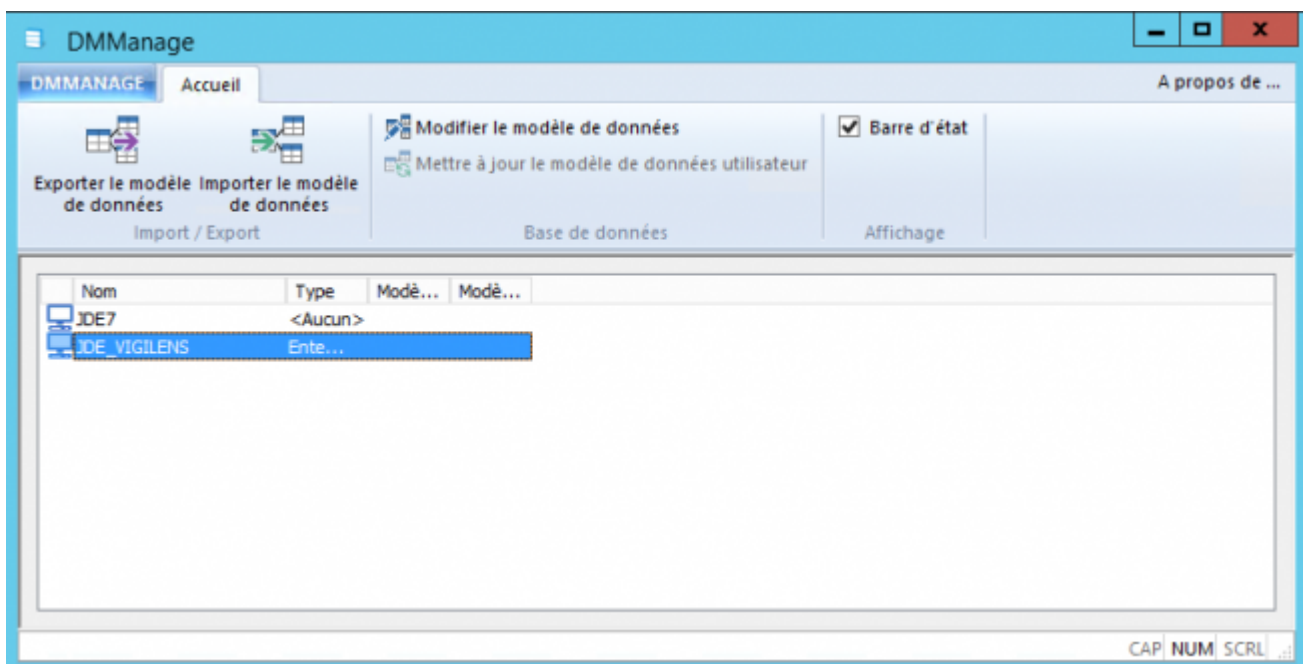 DMManage
DMMANAGE Accueil A propos de ...
Exporter le modèle de données
Importer le modèle de données
Modifier le modèle de données
Mettre à jour le modèle de données utilisateur
Barre d'état
Import / Export Base de données Affichage
Nom Type Modè... Modè...
JDE7 <Aucun>
JDE_VIGILENS Ente...
CAP NUM SCRL